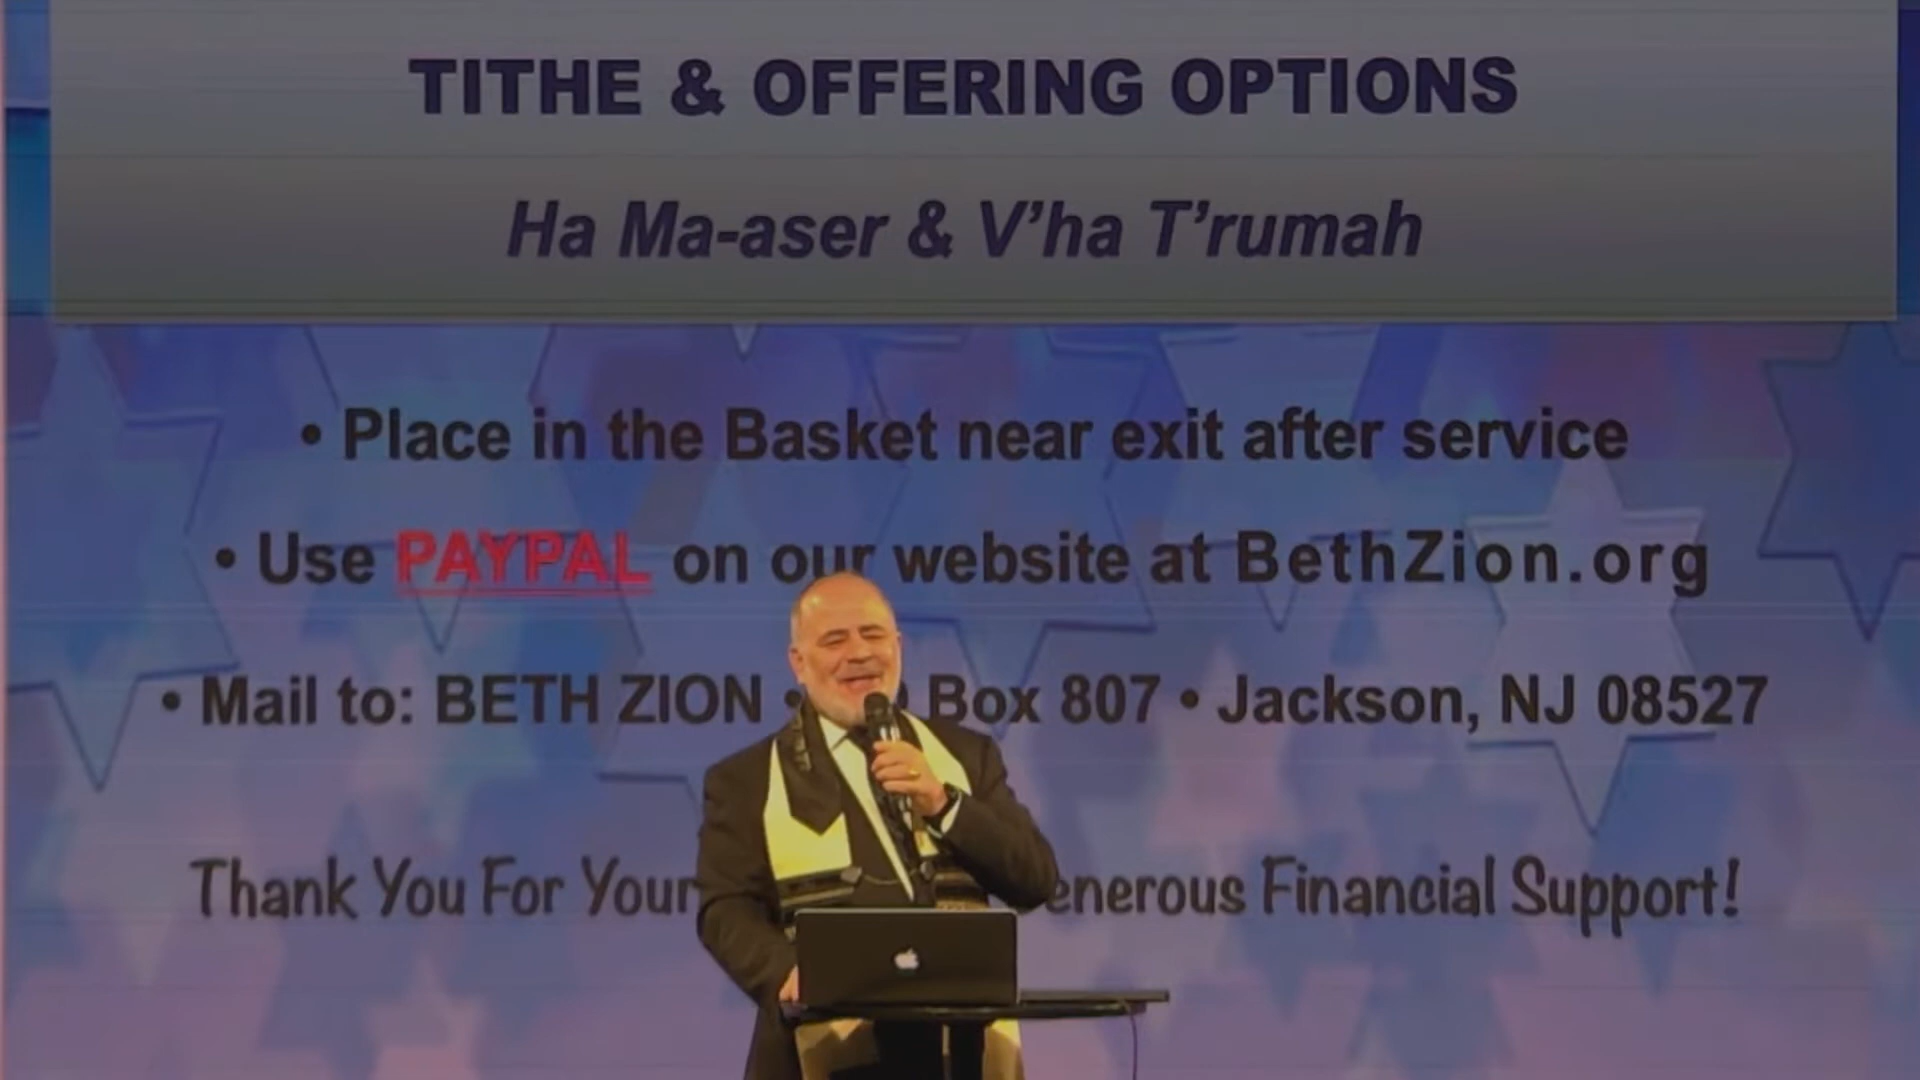 TITHE & OFFERING OPTIONS
Ha Ma-aser & V'ha T'rumah
• Place in the Basket near exit after service
• Use PAYPAL on our website at BethZion.org
• Mail to: BETH ZION • Box 807 • Jackson, NJ 08527
Thank You For Your Financial Support!